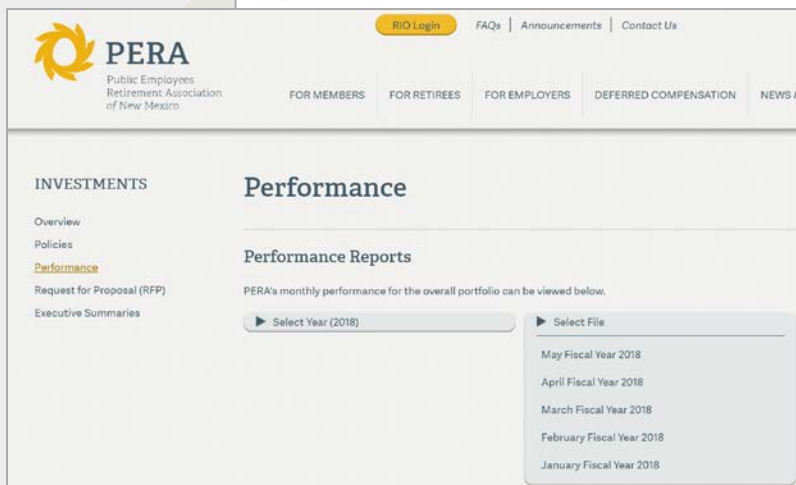 RIO Login
FAQs | Announcements | Contact Us
PERA
Public Employees
Retirement Association
of New Mexico
FOR MEMBERS
FOR RETIREES
FOR EMPLOYERS
DEFERRED COMPENSATION
NEWS &
INVESTMENTS
Overview
Policies
Performance
Request for Proposal (RFP)
Executive Summaries
Performance
Performance Reports
PERA's monthly performance for the overall portfolio can be viewed below.
Select Year (2018)
Select File
May Fiscal Year 2018
April Fiscal Year 2018
March Fiscal Year 2018
February Fiscal Year 2018
January Fiscal Year 2018